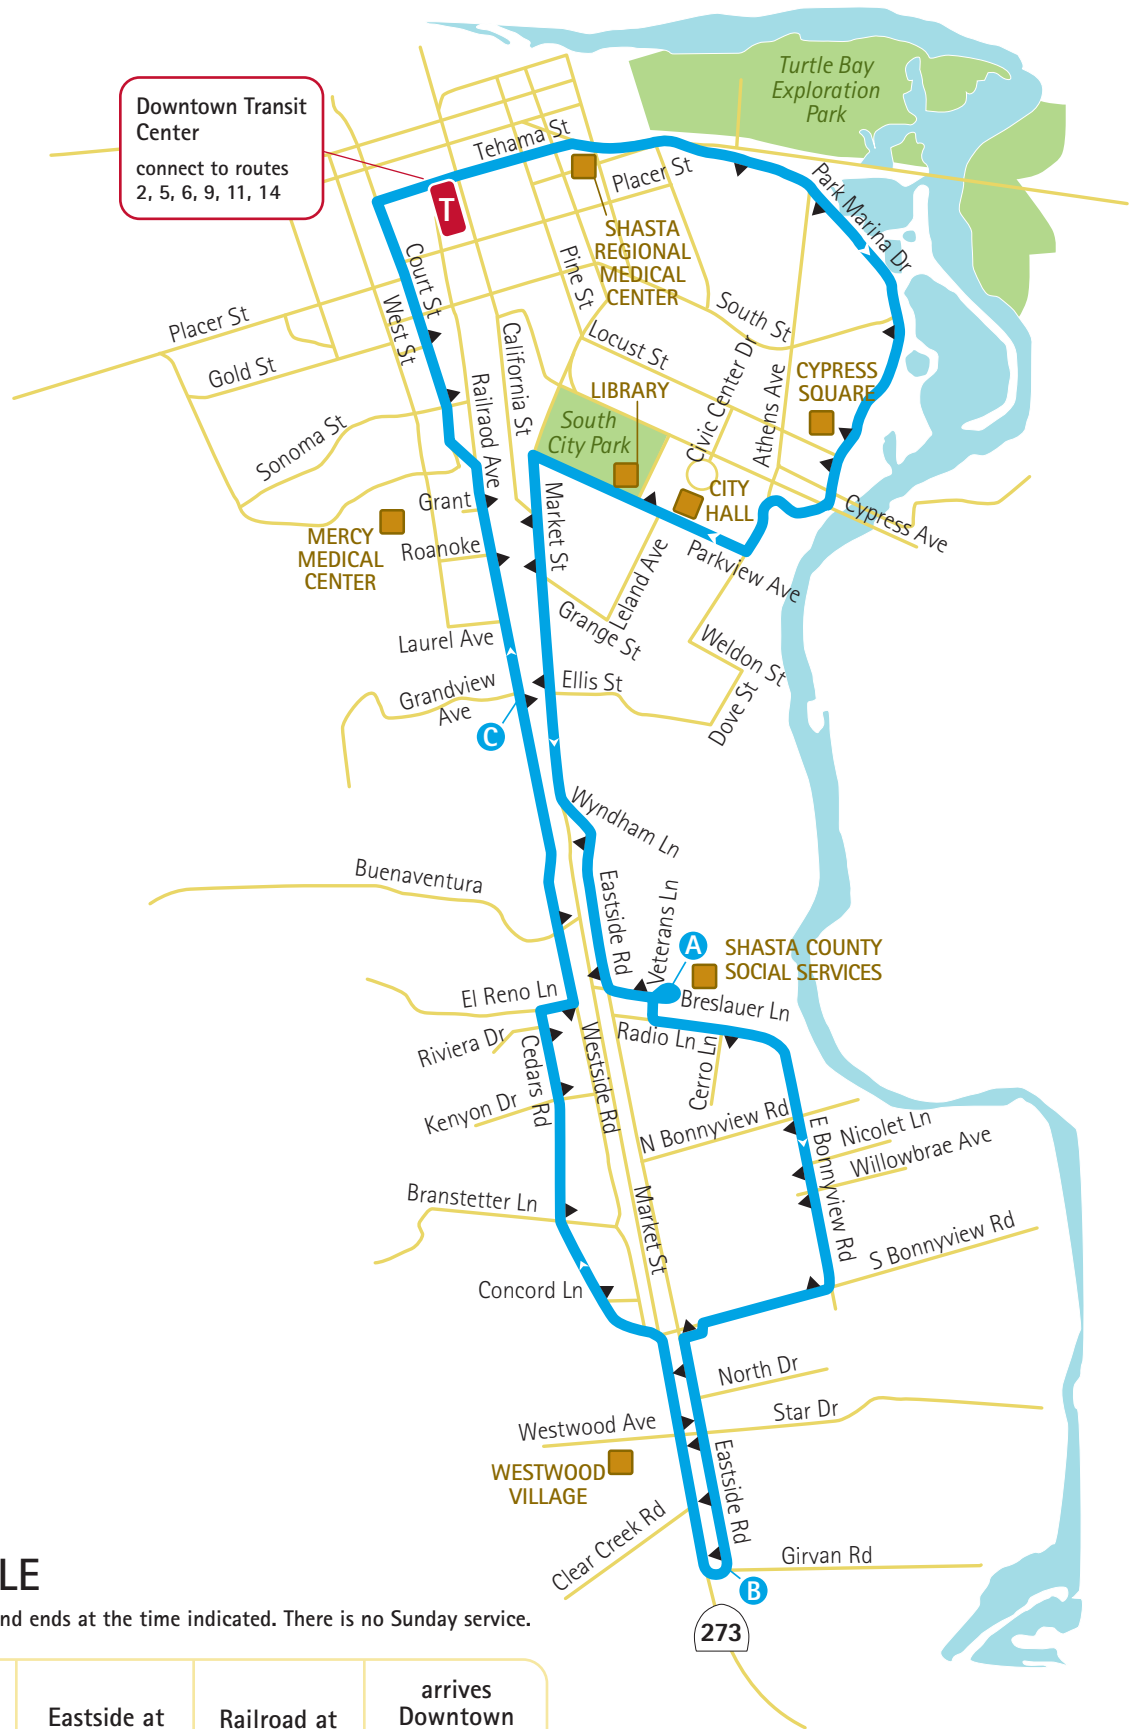 Turtle Bay
Exploration
Park
Downtown Transit
Center
connect to routes
2, 5, 6, 9, 11, 14
T
Tehama St
Placer St
Park Marina Dr
SHASTA
REGIONAL
MEDICAL
CENTER
Court St
Pine St
West St
Placer St
South St
Gold St
California St
Locust St
Civic Center Dr
Athens Ave
CYPRESS
SQUARE
LIBRARY
Railraod Ave
South
City Park
Sonoma St
Grant
Market St
CITY
HALL
Cypress Ave
MERCY
MEDICAL
CENTER
Roanoke
Leland Ave
Parkview Ave
Laurel Ave
Grange St
Weldon St
Grandview
Ave
Ellis St
Dove St
C
Wyndham Ln
Buenaventura
Eastside Rd
Veterans Ln
A
SHASTA COUNTY
SOCIAL SERVICES
El Reno Ln
Breslauer Ln
Riviera Dr
Cedars Rd
Westside Rd
Radio Ln
Cerro Ln
Kenyon Dr
N Bonnyview Rd
E Bonnyview Rd
Nicolet Ln
Willowbrae Ave
Branstetter Ln
Market St
S Bonnyview Rd
Concord Ln
North Dr
Westwood Ave
Star Dr
WESTWOOD
VILLAGE
Eastside Rd
Clear Creek Rd
Girvan Rd
B
273
LE
nd ends at the time indicated. There is no Sunday service.
Eastside at
Railroad at
arrives
Downtown